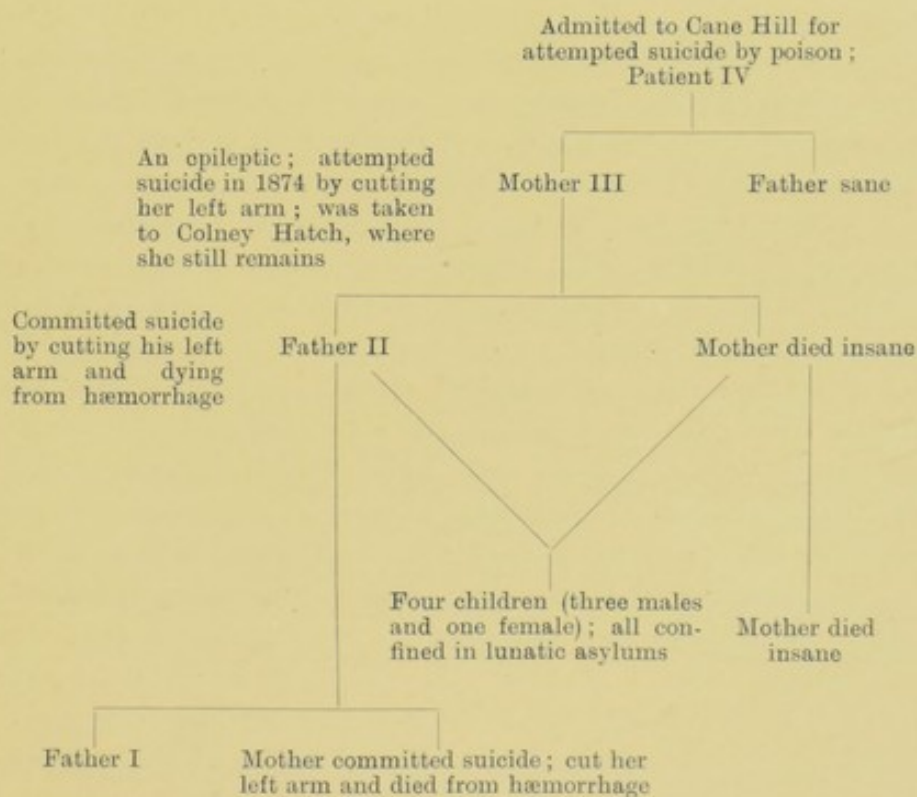 Admitted to Cane Hill for
attempted suicide by poison ;
Patient IV
An epileptic ; attempted
suicide in 1874 by cutting
her left arm ; was taken
to Colney Hatch, where
she still remains
Mother III
Father sane
Committed suicide
by cutting his left
arm and dying
from hæmorrhage
Father II
Mother died insane
Four children (three males
and one female) ; all con-
fined in lunatic asylums
Mother died
insane
Father I
Mother committed suicide ; cut her
left arm and died from hæmorrhage